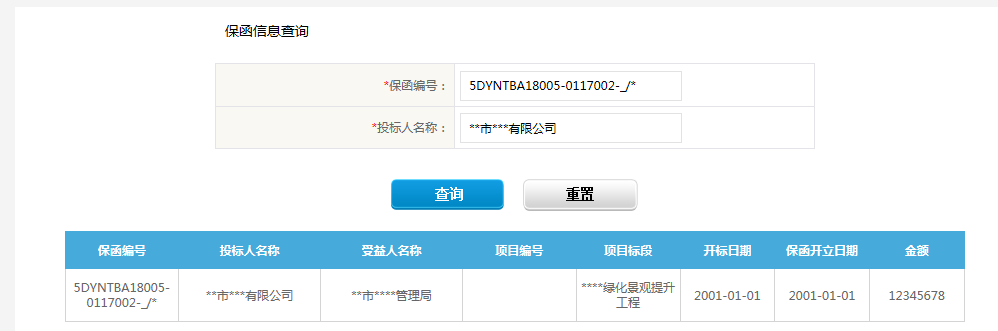 保函信息查询
*保函编号：
5DYNTBA18005-0117002-_/*
*投标人名称：
**市***有限公司
查询
重置
保函编号
投标人名称
受益人名称
项目编号
项目标段
开标日期
保函开立日期
金额
5DYNTBA18005-
0117002-_/*
**市***有限公司
**市****管理局
****绿化景观提升
工程
2001-01-01
2001-01-01
12345678